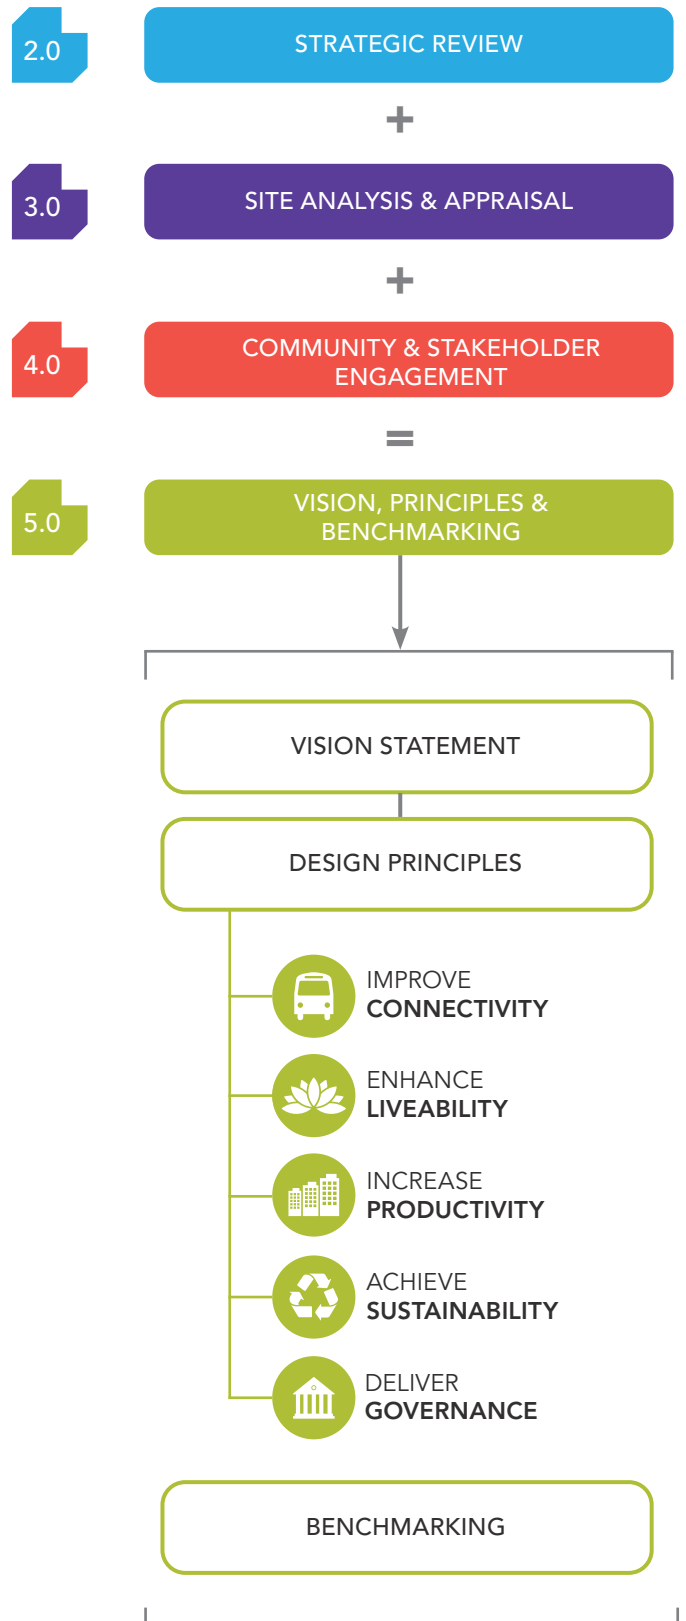 2.0
STRATEGIC REVIEW
+
3.0
SITE ANALYSIS & APPRAISAL
+
4.0
COMMUNITY & STAKEHOLDER
ENGAGEMENT
=
5.0
VISION, PRINCIPLES &
BENCHMARKING
VISION STATEMENT
DESIGN PRINCIPLES
IMPROVE
CONNECTIVITY
ENHANCE
LIVEABILITY
INCREASE
PRODUCTIVITY
ACHIEVE
SUSTAINABILITY
DELIVER
GOVERNANCE
BENCHMARKING